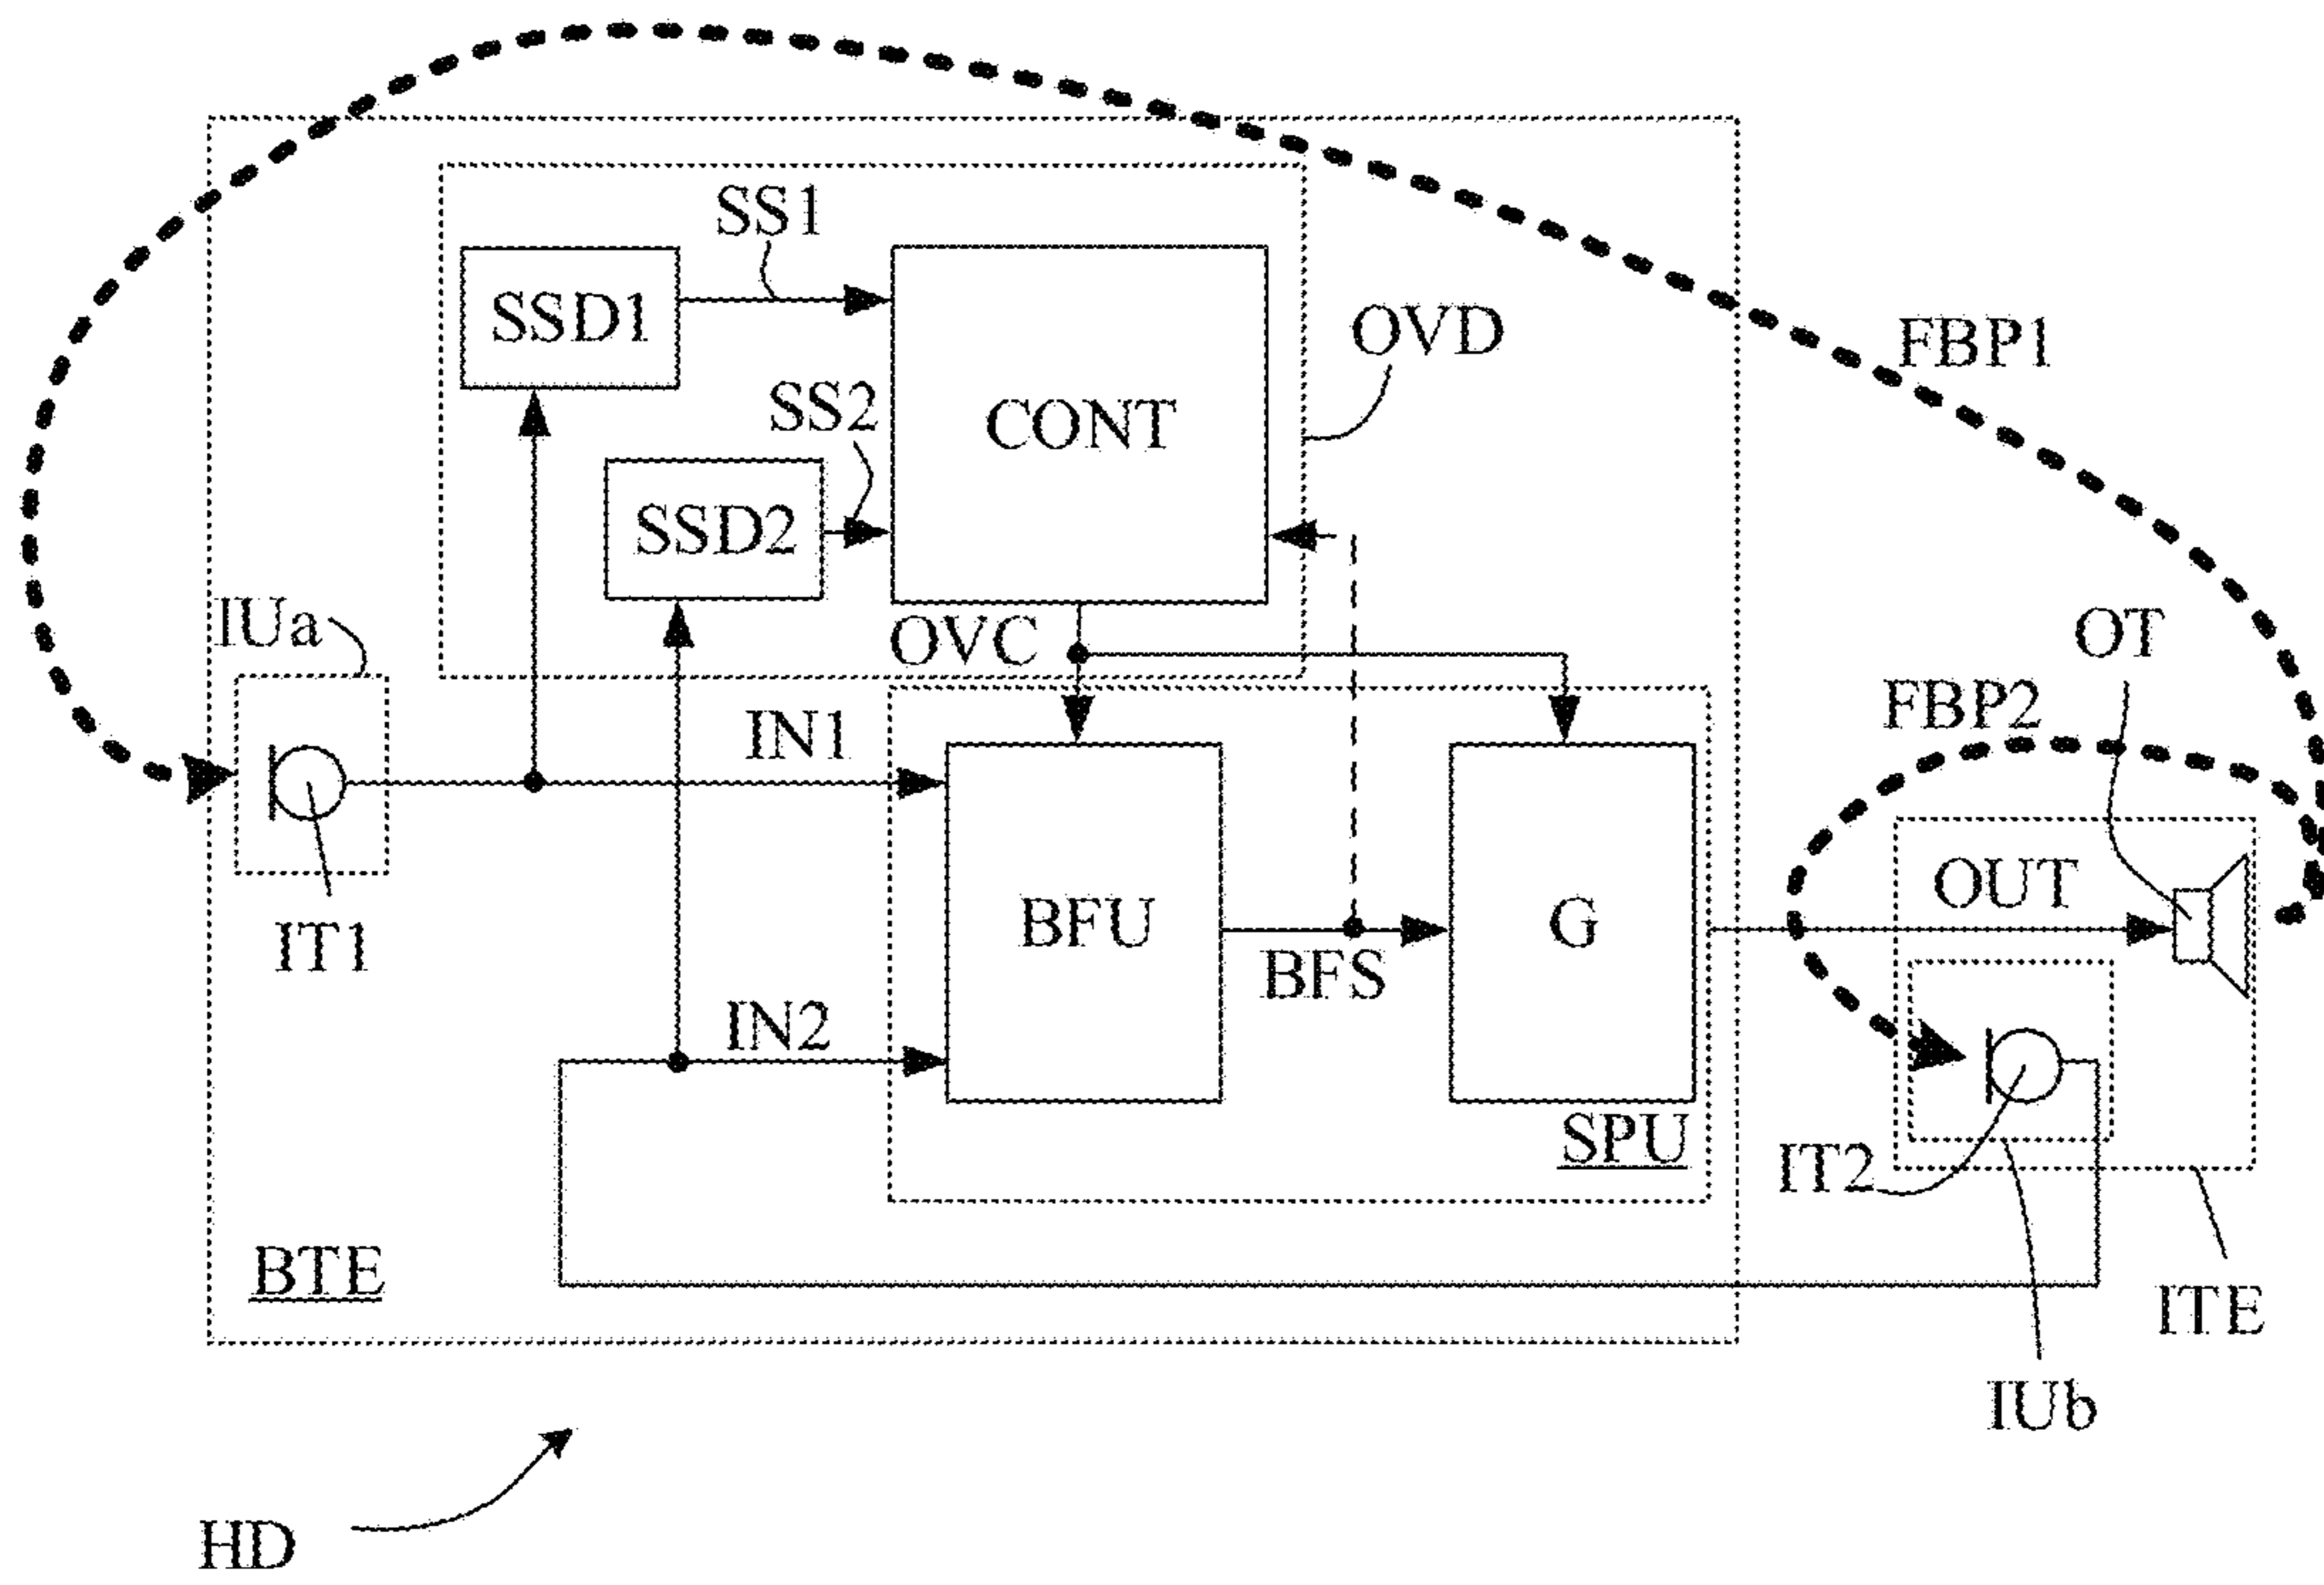 SS1
SSD1
OVD
FBP1
SS2
CONT
SSD2
IUa
OVC
OT
FBP2
IN1
OUT
BFU
G
IT1
BFS
IN2
SPU
IT2
BTE
ITE
IUb
HD